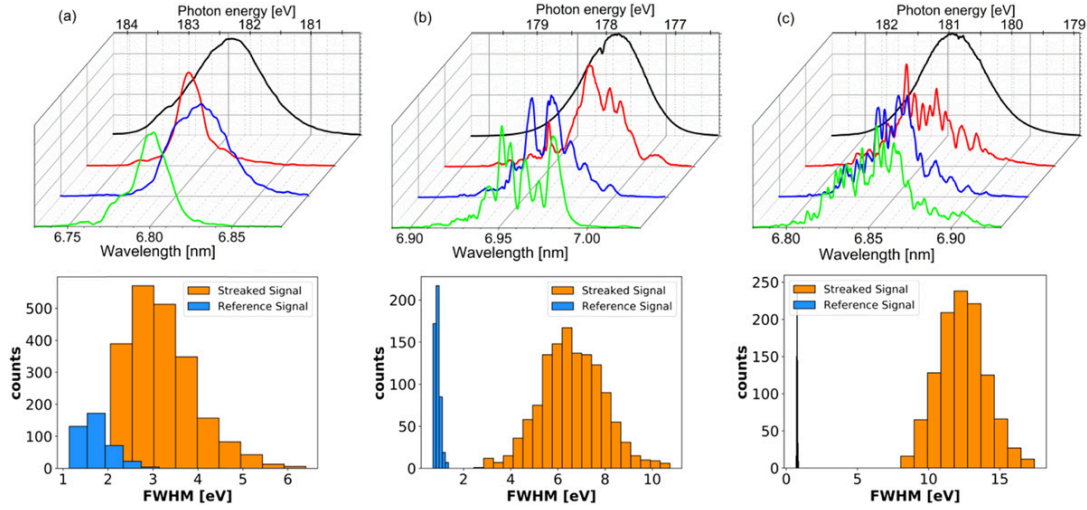 (a) Photon energy [eV]
184 183 182 181
6.75 6.80 6.85
Wavelength [nm]
(b) Photon energy [eV]
179 178 177
6.90 6.95 7.00
Wavelength [nm]
(c) Photon energy [eV]
182 181 180 179
6.80 6.85 6.90
Wavelength [nm]
Streaked Signal
Reference Signal
counts
500
400
300
200
100
0
1 2 3 4 5 6
FWHM [eV]
Streaked Signal
Reference Signal
counts
200
150
100
50
0
2 4 6 8 10
FWHM [eV]
Streaked Signal
Reference Signal
counts
250
200
150
100
50
0
0 5 10 15
FWHM [eV]